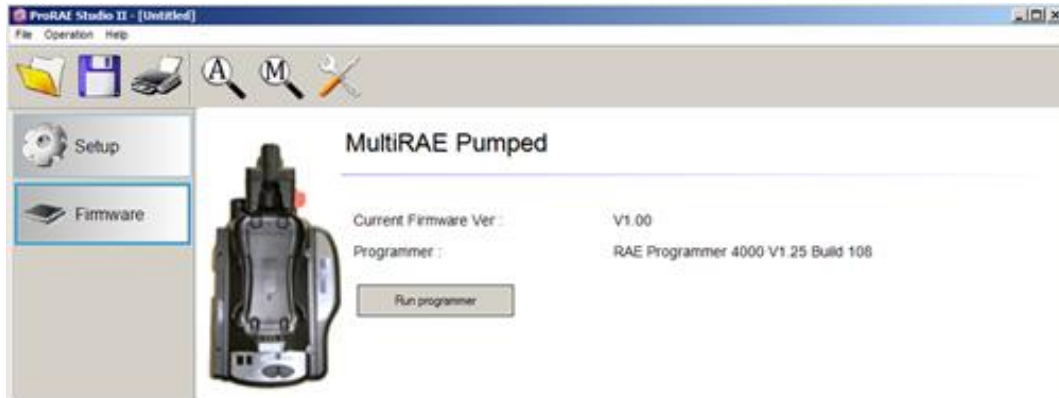 ProRAE Studio II - [Untitled]
File Operation Help
A M
Setup
MultiRAE Pumped
Firmware
Current Firmware Ver : V1.00
Programmer : RAE Programmer 4000 V1.25 Build 108
Run programmer